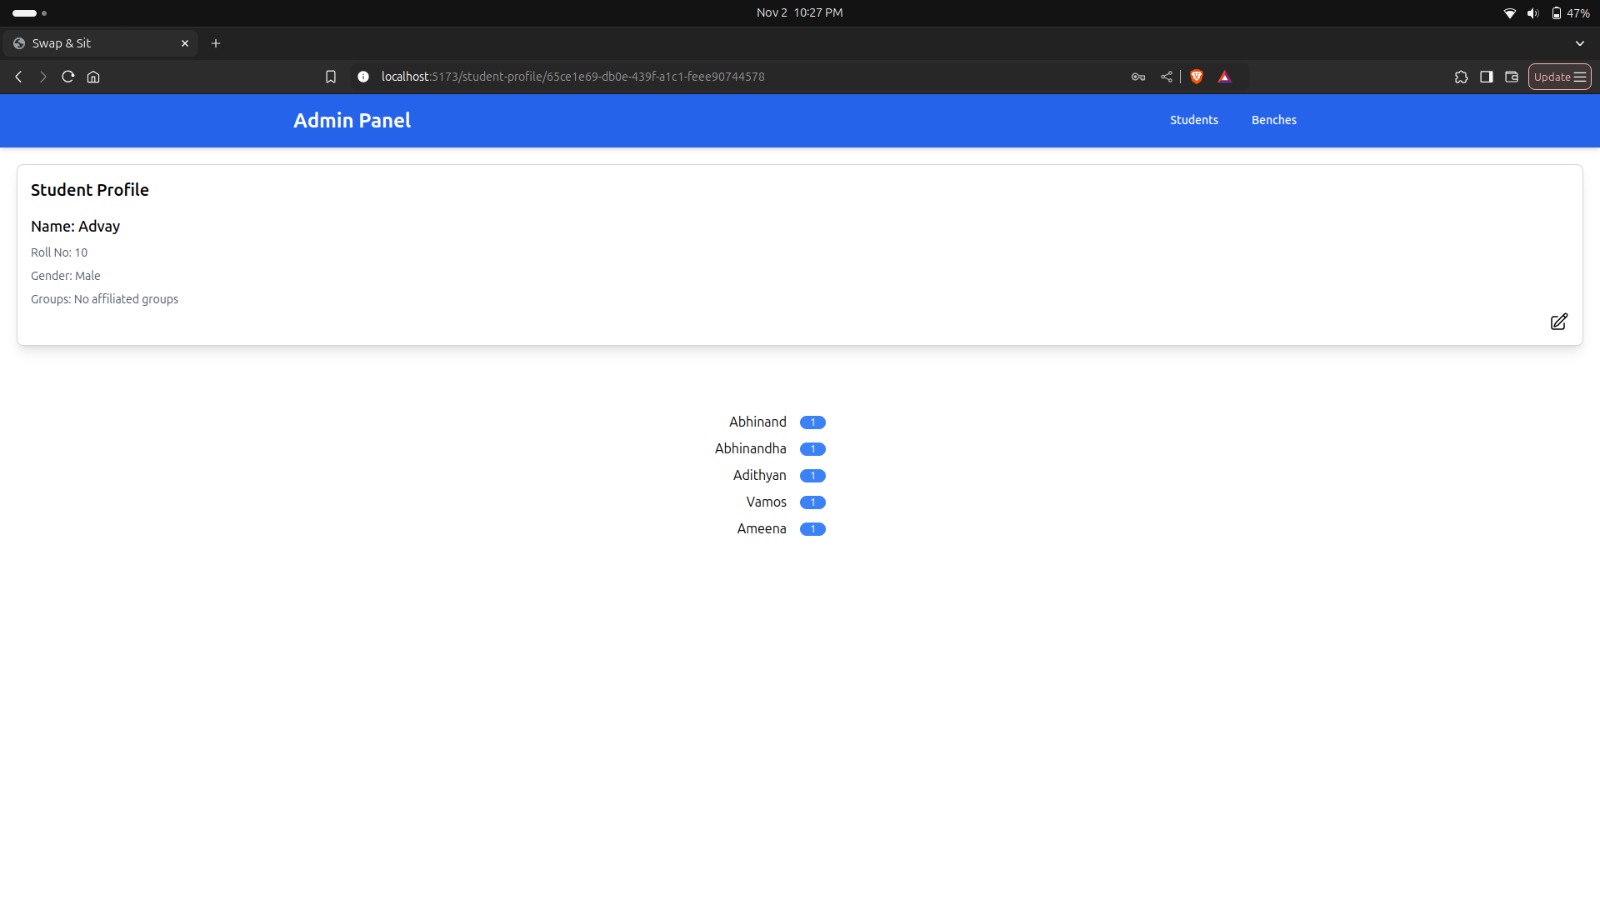 Nov 2 10:27 PM
47%
Swap & Sit
localhost:5173/student-profile/65ce1e69-db0e-439f-a1c1-feee90744578
Update
Admin Panel
Students
Benches
Student Profile
Name: Advay
Roll No: 10
Gender: Male
Groups: No affiliated groups
Abhinand 1
Abhinandha 1
Adithyan 1
Vamos 1
Ameena 1